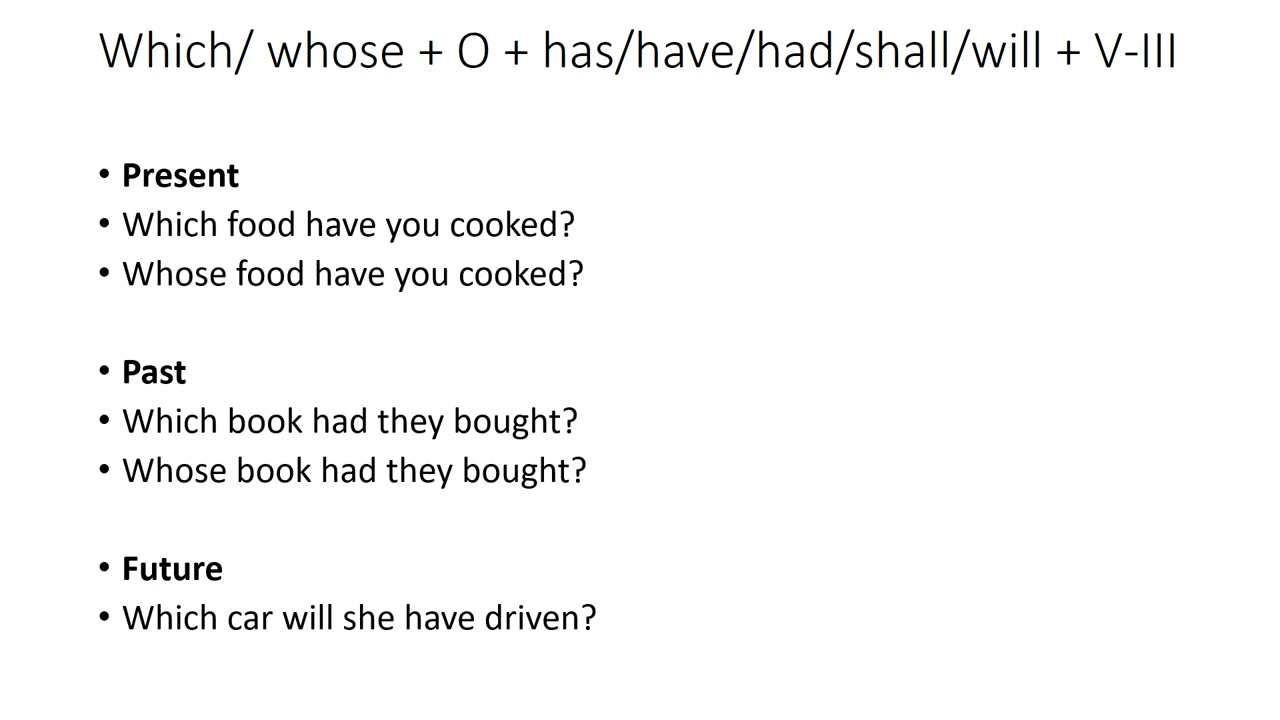 Which/ whose + O + has/have/had/shall/will + V-III
• Present
• Which food have you cooked?
• Whose food have you cooked?
• Past
• Which book had they bought?
• Whose book had they bought?
• Future
• Which car will she have driven?